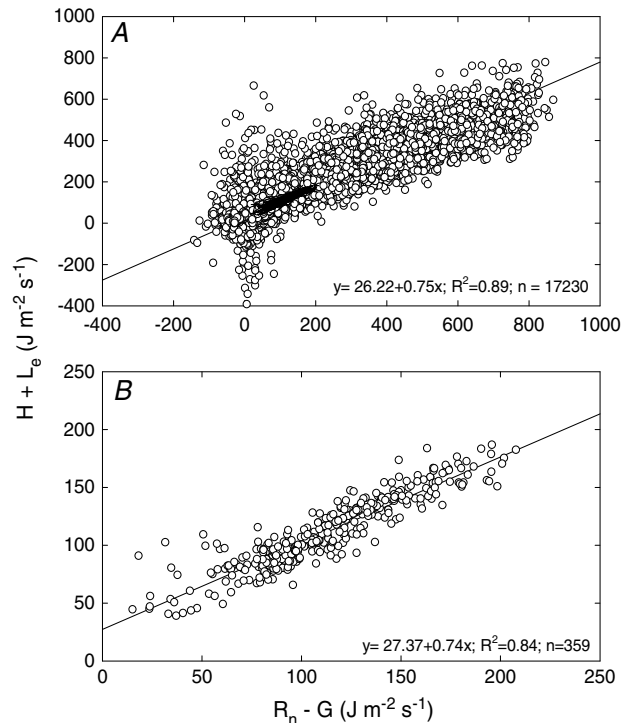 A
1000
800
600
400
200
0
-200
-400
y= 26.22+0.75x; R²=0.89; n = 17230
-400 -200 0 200 400 600 800 1000
H + Lₑ (J m⁻² s⁻¹)
B
250
200
150
100
50
0
y= 27.37+0.74x; R²=0.84; n=359
0 50 100 150 200 250
Rₙ - G (J m⁻² s⁻¹)